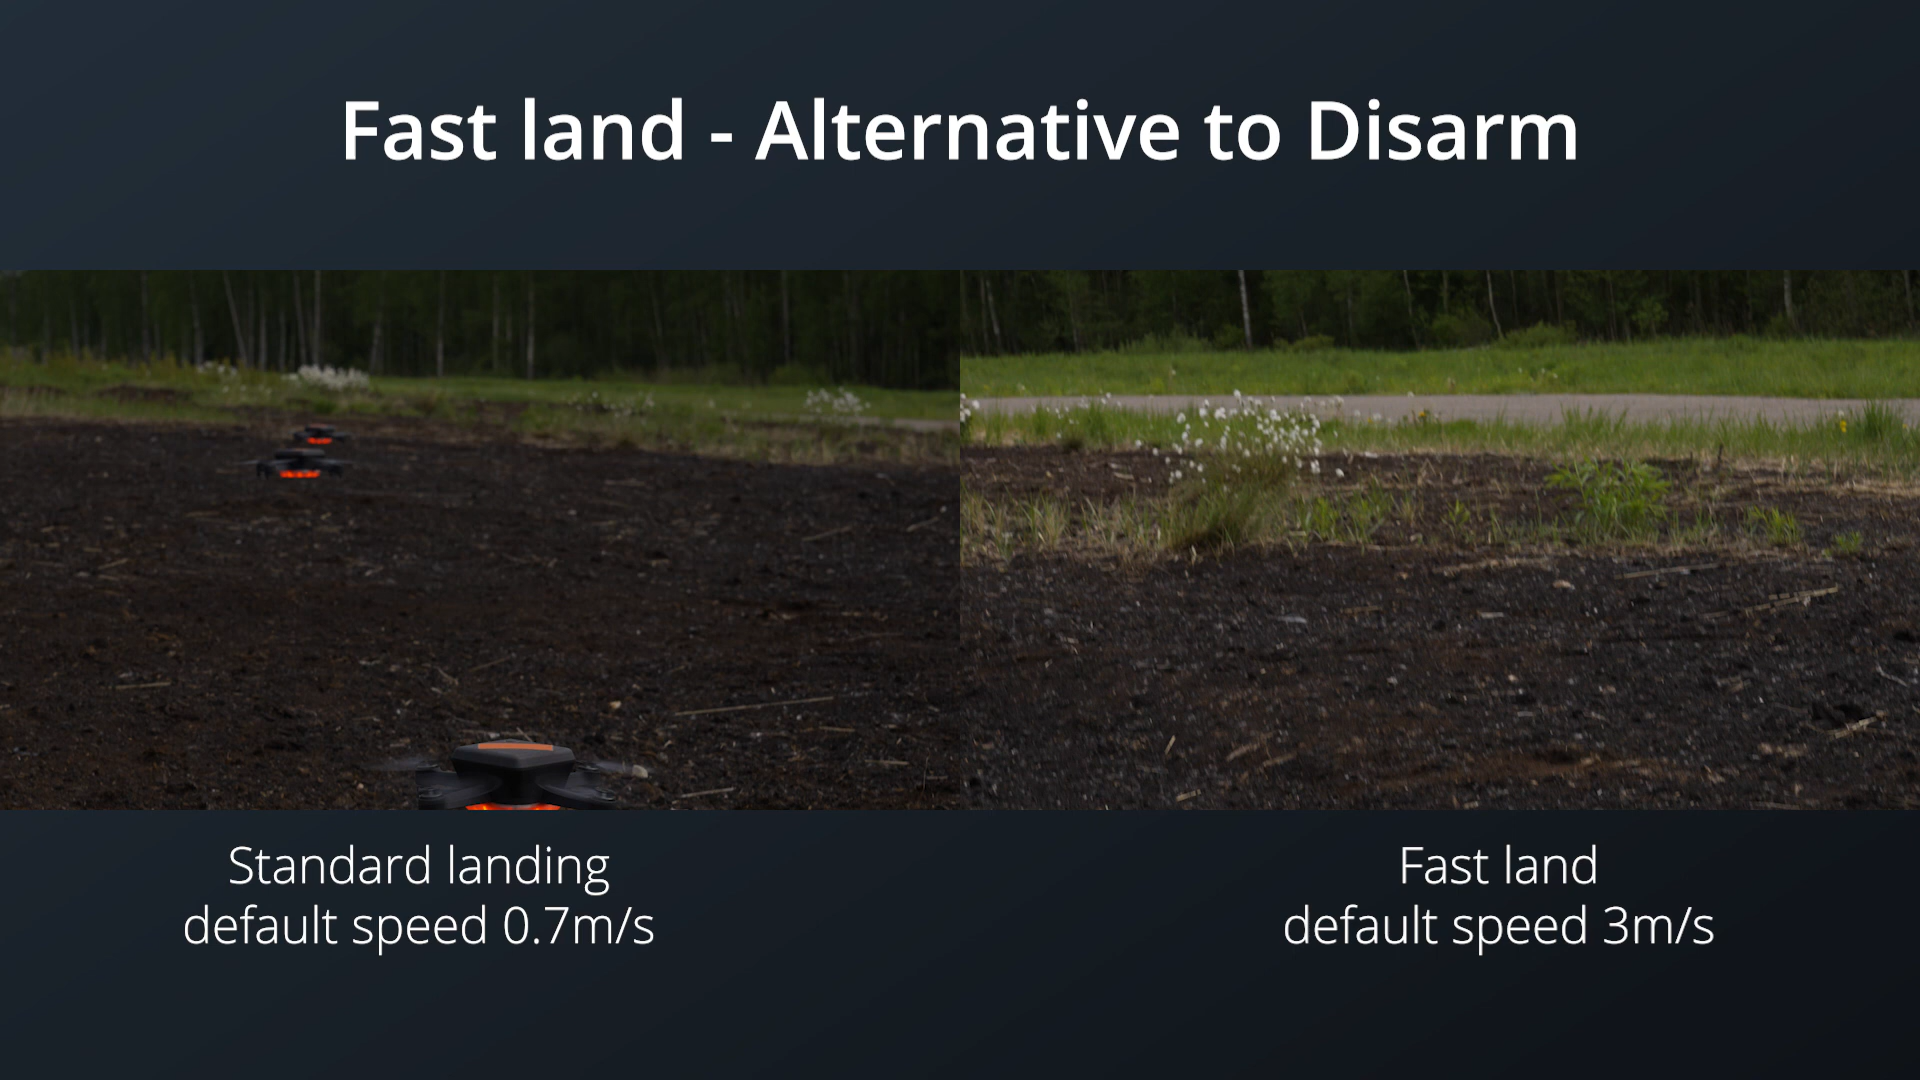 Fast land - Alternative to Disarm
Standard landing
default speed 0.7m/s
Fast land
default speed 3m/s